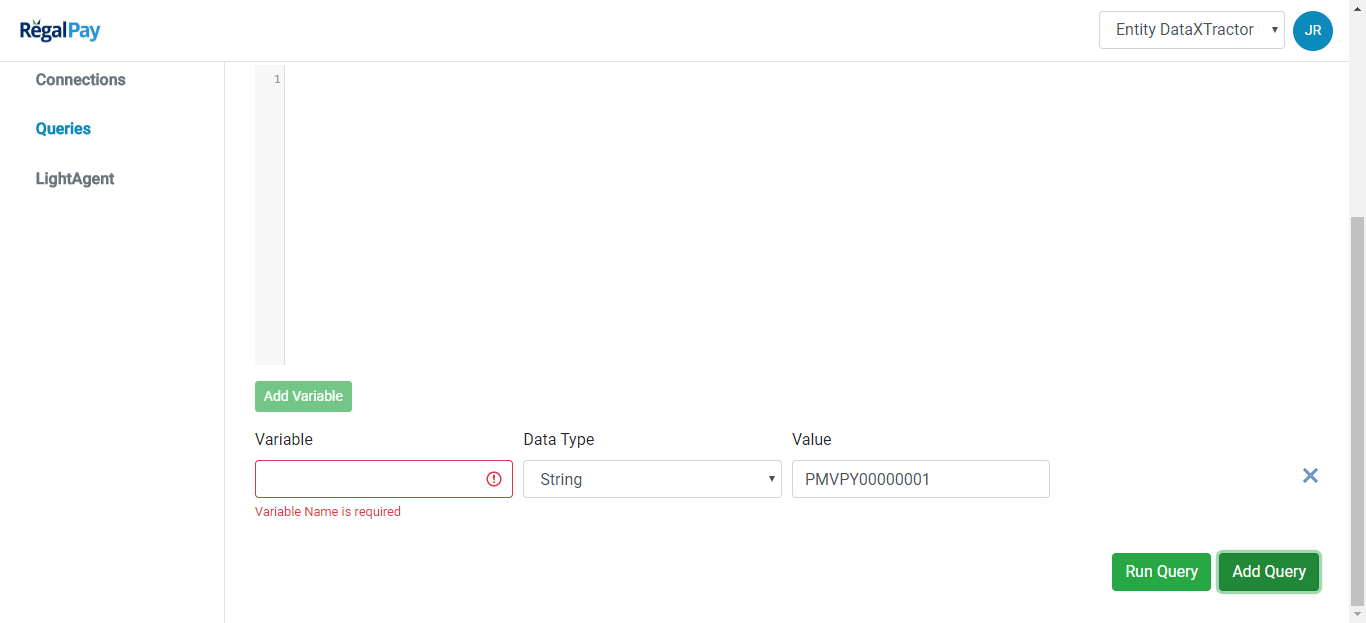 RegalPay
Entity DataXTractor
JR
Connections
Queries
LightAgent
1
Add Variable
Variable Data Type Value
String PMVPY00000001
Variable Name is required
Run Query Add Query